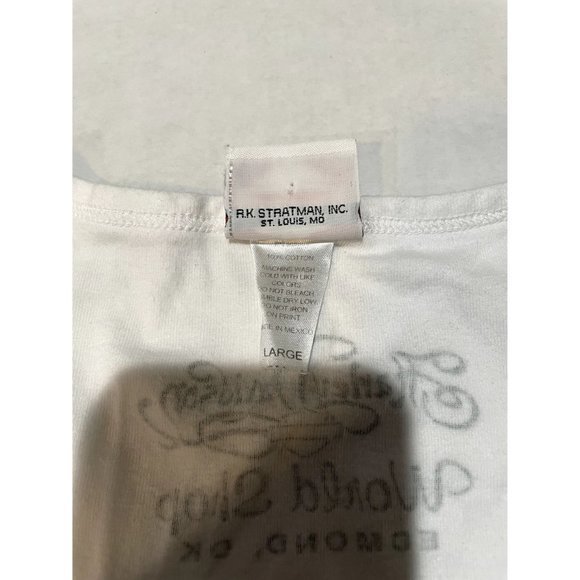 R.K. STRATMAN, INC.
ST. LOUIS, MO
100% COTTON
MACHINE WASH
COLD WITH LIKE
COLORS
DO NOT BLEACH
TUMBLE DRY LOW
DO NOT IRON
ON PRINT
MADE IN MEXICO
LARGE
Harley-Davidson
World Shop
EDMOND, OK